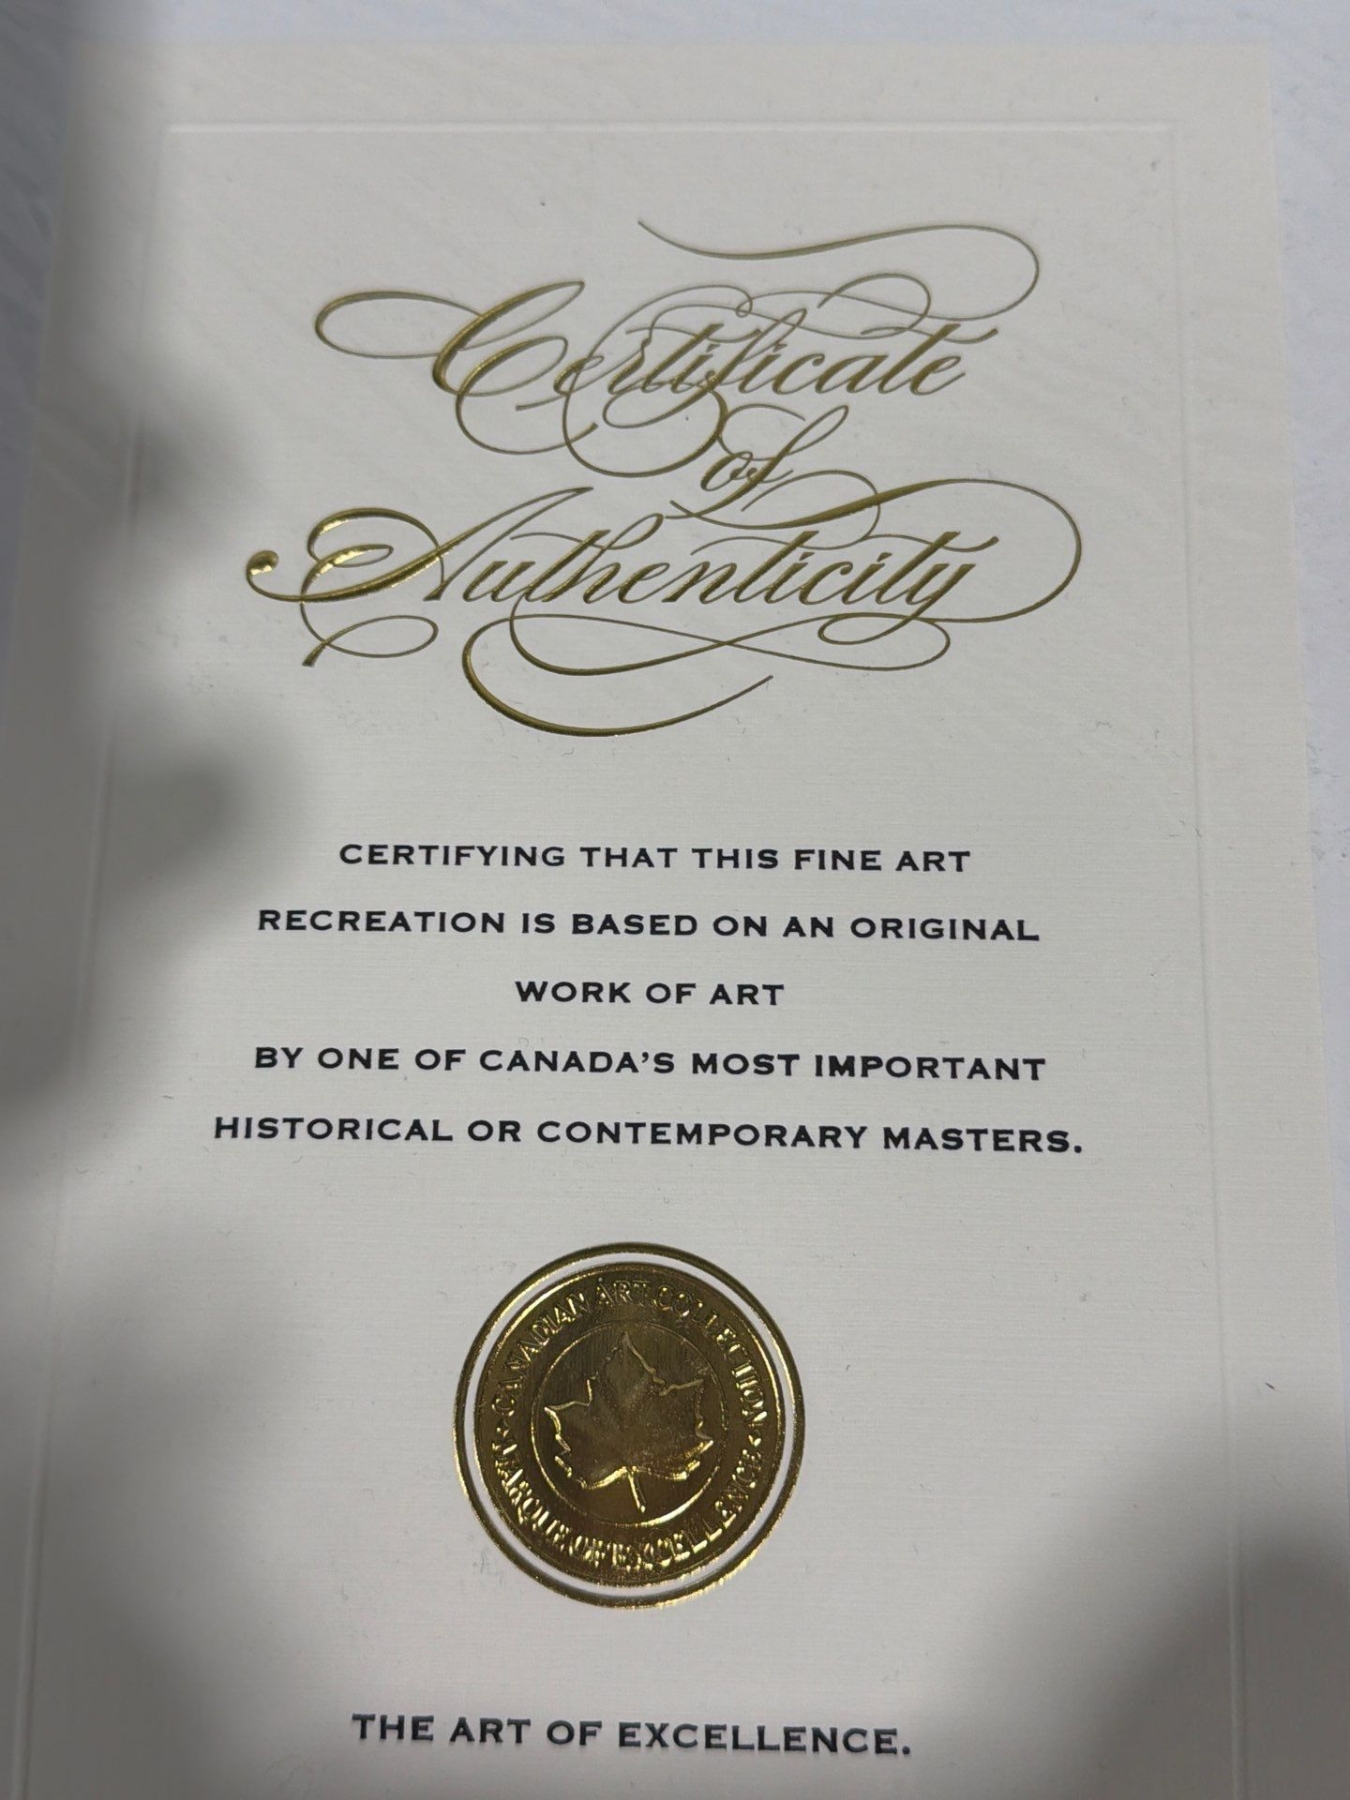 Certificate
of
Authenticity
CERTIFYING THAT THIS FINE ART
RECREATION IS BASED ON AN ORIGINAL
WORK OF ART
BY ONE OF CANADA'S MOST IMPORTANT
HISTORICAL OR CONTEMPORARY MASTERS.
CANADIAN ART COLLECTION
MARQUE OF EXCELLENCE
THE ART OF EXCELLENCE.